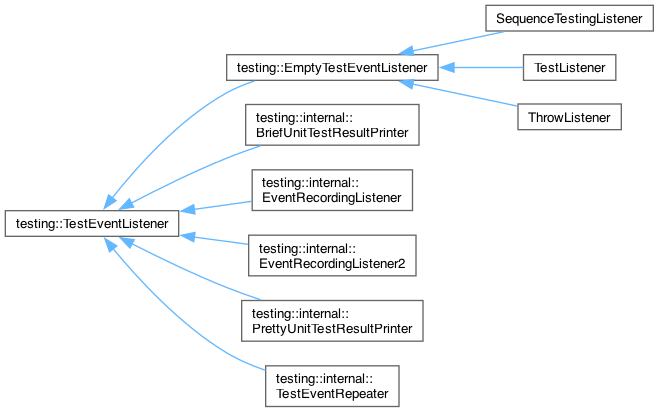 SequenceTestingListener
testing::EmptyTestEventListener
TestListener
ThrowListener
testing::internal::
BriefUnitTestResultPrinter
testing::internal::
EventRecordingListener
testing::TestEventListener
testing::internal::
EventRecordingListener2
testing::internal::
PrettyUnitTestResultPrinter
testing::internal::
TestEventRepeater